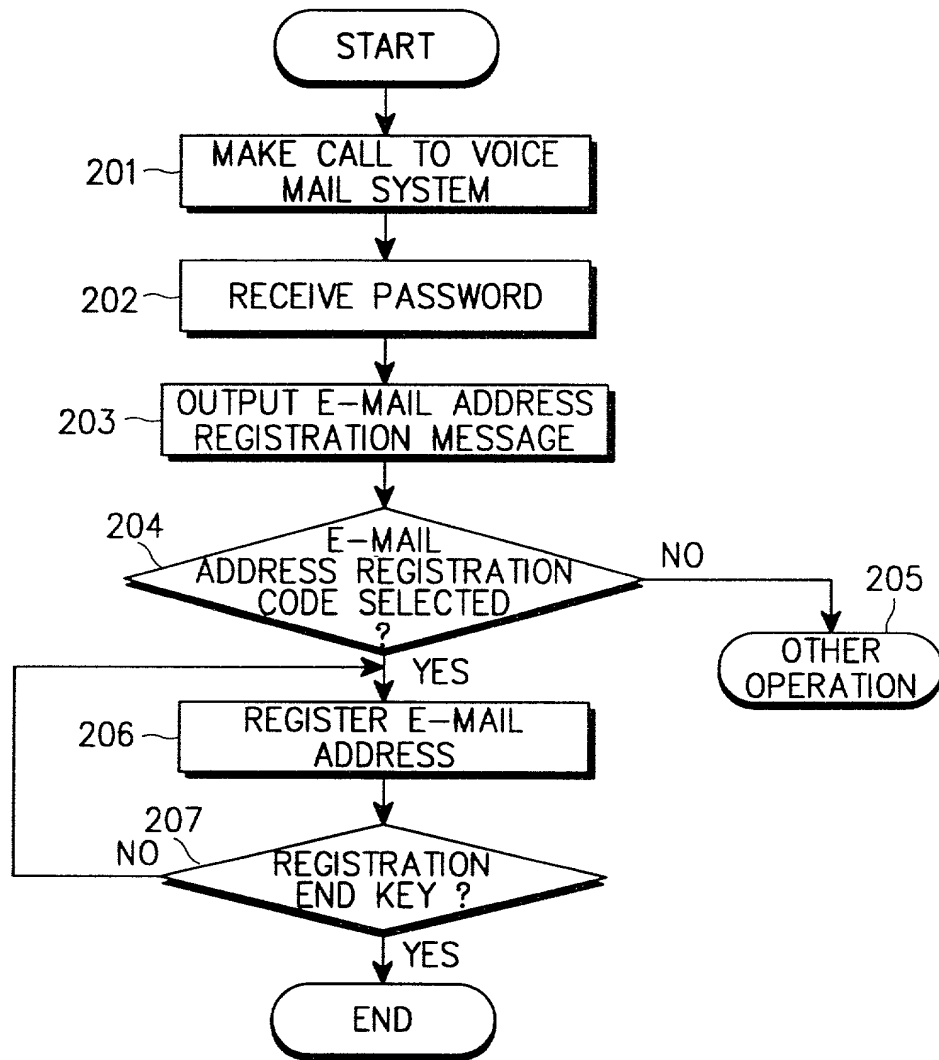 START
201
MAKE CALL TO VOICE
MAIL SYSTEM
202
RECEIVE PASSWORD
203
OUTPUT E-MAIL ADDRESS
REGISTRATION MESSAGE
204
E-MAIL
ADDRESS REGISTRATION
CODE SELECTED
?
NO
205
OTHER
OPERATION
YES
206
REGISTER E-MAIL
ADDRESS
207
NO
REGISTRATION
END KEY ?
YES
END